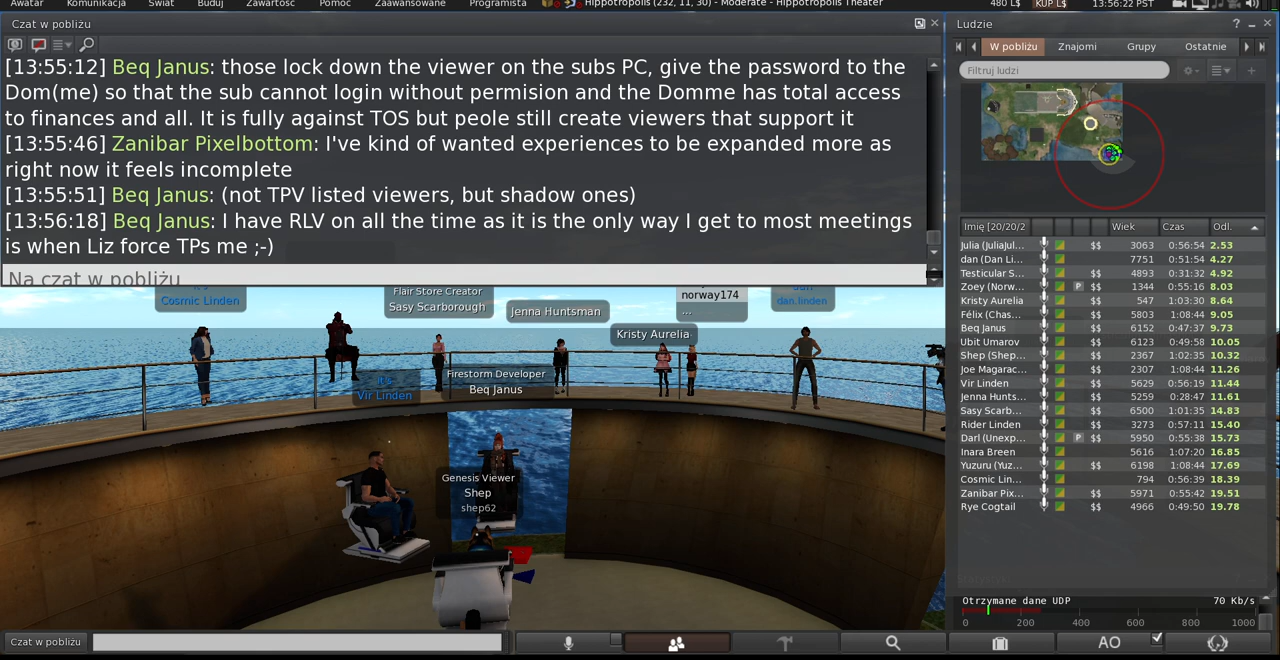 Awatar Komunikacja Świat Buduj Zawartość Pomoc Zaawansowane Programista Hippotropolis (232, 11, 30) - Moderate - Hippotropolis Theater 480 L$ KUP L$ 13:56:22 PST
Czat w pobliżu
[13:55:12] Beq Janus: those lock down the viewer on the subs PC, give the password to the
Dom(me) so that the sub cannot login without permision and the Domme has total access
to finances and all. It is fully against TOS but peole still create viewers that support it
[13:55:46] Zanibar Pixelbottom: I've kind of wanted experiences to be expanded more as
right now it feels incomplete
[13:55:51] Beq Janus: (not TPV listed viewers, but shadow ones)
[13:56:18] Beq Janus: I have RLV on all the time as it is the only way I get to most meetings
is when Liz force TPs me ;-)
Na czat w pobliżu
It's
Cosmic Linden
Flair Store Creator
Sasy Scarborough
Jenna Huntsman
norway174
...
dan.linden
Kristy Aurelia
It's
Vir Linden
Firestorm Developer
Beq Janus
Genesis Viewer
Shep
shep62
Czat w pobliżu
Ludzie
? _ ×
W pobliżu Znajomi Grupy Ostatnie
Filtruj ludzi
Imię [20/20/2 Wiek Czas Odl.
Julia (JuliaJul... $$ 3063 0:56:54 2.53
dan (Dan Li... 7751 0:51:54 4.27
Testicular S... $$ 4893 0:31:32 4.92
Zoey (Norw... P $$ 1344 0:55:16 8.03
Kristy Aurelia 547 1:03:30 8.64
Félix (Chas... $$ 5803 1:08:44 9.05
Beq Janus $$ 6152 0:47:37 9.73
Ubit Umarov $$ 6123 0:49:58 10.05
Shep (Shep... $$ 2367 1:02:35 10.32
Joe Magarac... $$ 2307 1:08:44 11.26
Vir Linden $$ 5629 0:56:19 11.44
Jenna Hunts... $$ 5259 0:28:47 11.61
Sasy Scarb... $$ 6500 1:01:35 14.83
Rider Linden $$ 3273 0:57:11 15.40
Darl (Unexp... P $$ 5950 0:55:38 15.73
Inara Breen 5616 1:07:20 16.85
Yuzuru (Yuz... $$ 6198 1:08:44 17.69
Cosmic Lin... 794 0:56:39 18.39
Zanibar Pix... $$ 5971 0:55:42 19.51
Rye Cogtail $$ 4966 0:49:50 19.78
Otrzymane dane UDP 70 Kb/s
0 200 400 600 800 1000
AO